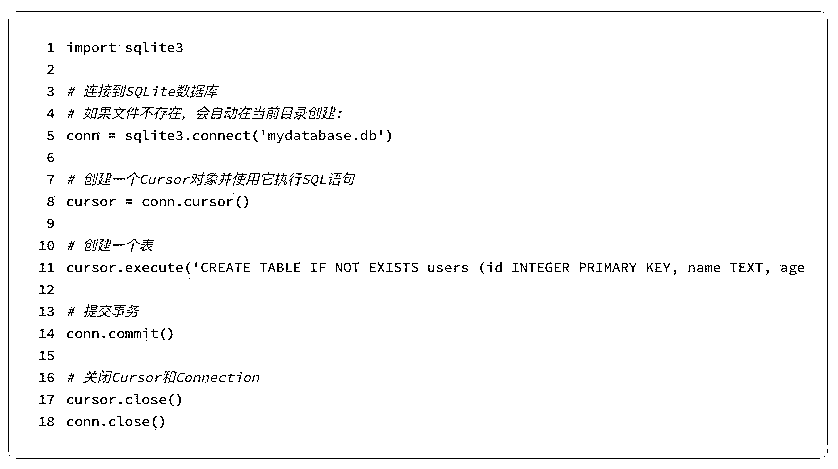 1 import sqlite3
2
3 # 连接到SQLite数据库
4 # 如果文件不存在，会自动在当前目录创建:
5 conn = sqlite3.connect('mydatabase.db')
6
7 # 创建一个Cursor对象并使用它执行SQL语句
8 cursor = conn.cursor()
9
10 # 创建一个表
11 cursor.execute('CREATE TABLE IF NOT EXISTS users (id INTEGER PRIMARY KEY, name TEXT, age
12
13 # 提交事务
14 conn.commit()
15
16 # 关闭Cursor和Connection
17 cursor.close()
18 conn.close()